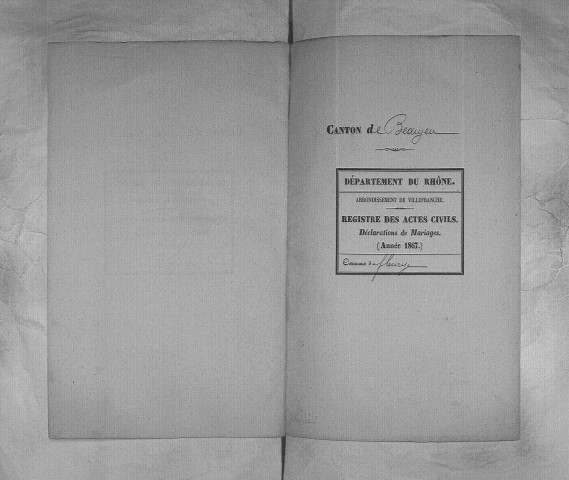 Canton de Beaujeu
DÉPARTEMENT DU RHÔNE.
ARRONDISSEMENT DE VILLEFRANCHE.
REGISTRE DES ACTES CIVILS.
Déclarations de Mariages.
(Année 1867.)
Commune de fleurie